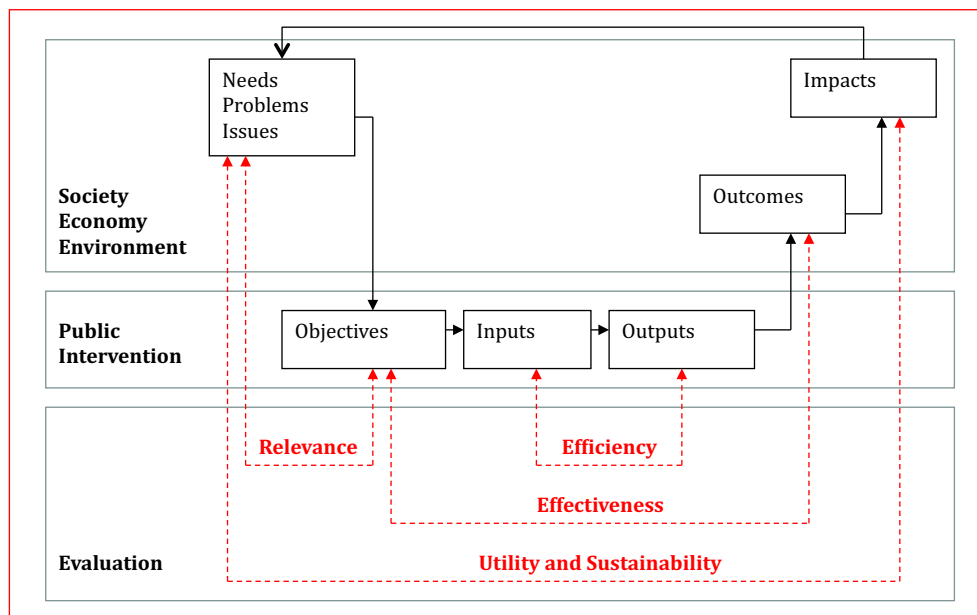 Needs
Problems
Issues
Impacts
Society
Economy
Environment
Outcomes
Public
Intervention
Objectives
Inputs
Outputs
Relevance
Efficiency
Effectiveness
Evaluation
Utility and Sustainability